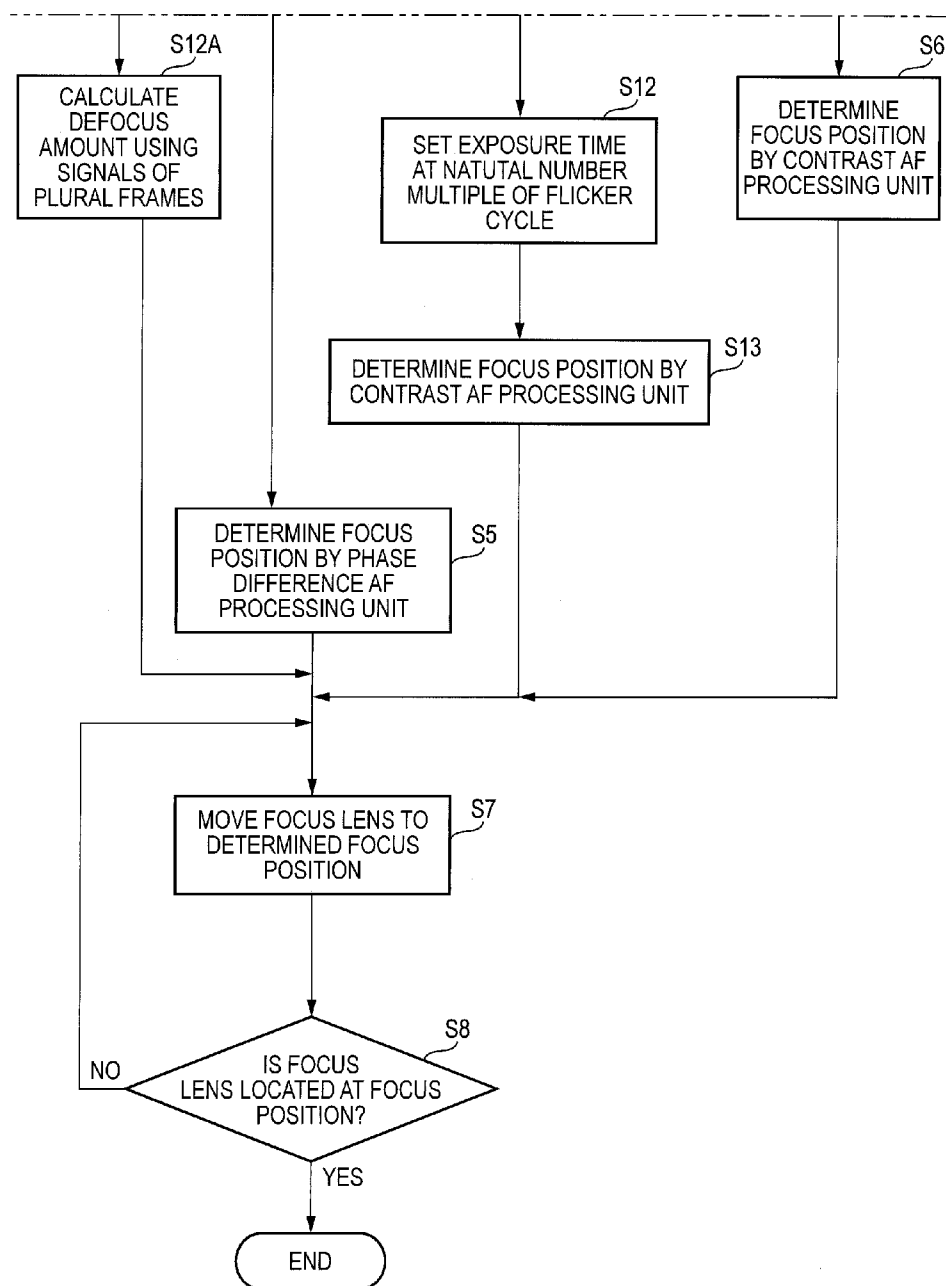 S12A
CALCULATE
DEFOCUS
AMOUNT USING
SIGNALS OF
PLURAL FRAMES
S12
SET EXPOSURE TIME
AT NATUTAL NUMBER
MULTIPLE OF FLICKER
CYCLE
S6
DETERMINE
FOCUS POSITION
BY CONTRAST AF
PROCESSING UNIT
S13
DETERMINE FOCUS POSITION BY
CONTRAST AF PROCESSING UNIT
S5
DETERMINE FOCUS
POSITION BY PHASE
DIFFERENCE AF
PROCESSING UNIT
S7
MOVE FOCUS LENS TO
DETERMINED FOCUS
POSITION
S8
IS FOCUS
LENS LOCATED AT FOCUS
POSITION?
NO
YES
END